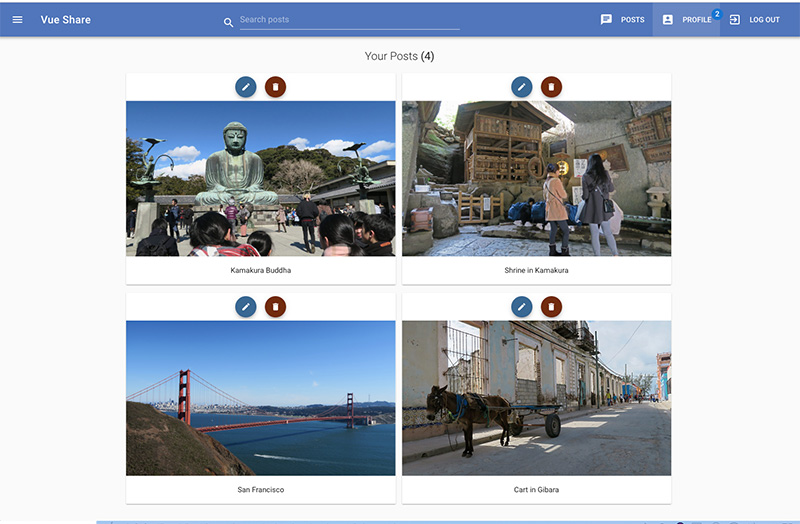 Vue Share
Search posts
POSTS
PROFILE
2
LOG OUT
Your Posts (4)
Kamakura Buddha
Shrine in Kamakura
San Francisco
Cart in Gibara